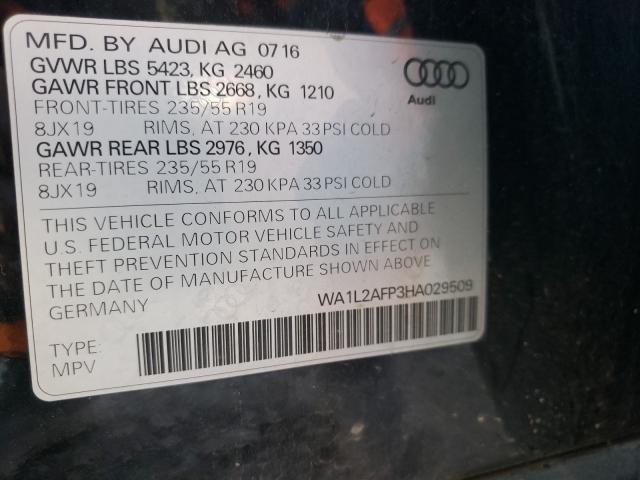 MFD. BY AUDI AG 07 16
GVWR LBS 5423, KG 2460
GAWR FRONT LBS 2668, KG 1210
FRONT-TIRES 235/55 R19
8JX19 RIMS, AT 230 KPA 33 PSI COLD
GAWR REAR LBS 2976, KG 1350
REAR-TIRES 235/55 R19
8JX19 RIMS, AT 230 KPA 33 PSI COLD
Audi
THIS VEHICLE CONFORMS TO ALL APPLICABLE
U.S. FEDERAL MOTOR VEHICLE SAFETY AND
THEFT PREVENTION STANDARDS IN EFFECT ON
THE DATE OF MANUFACTURE SHOWN ABOVE
GERMANY
WA1L2AFP3HA029509
TYPE:
MPV